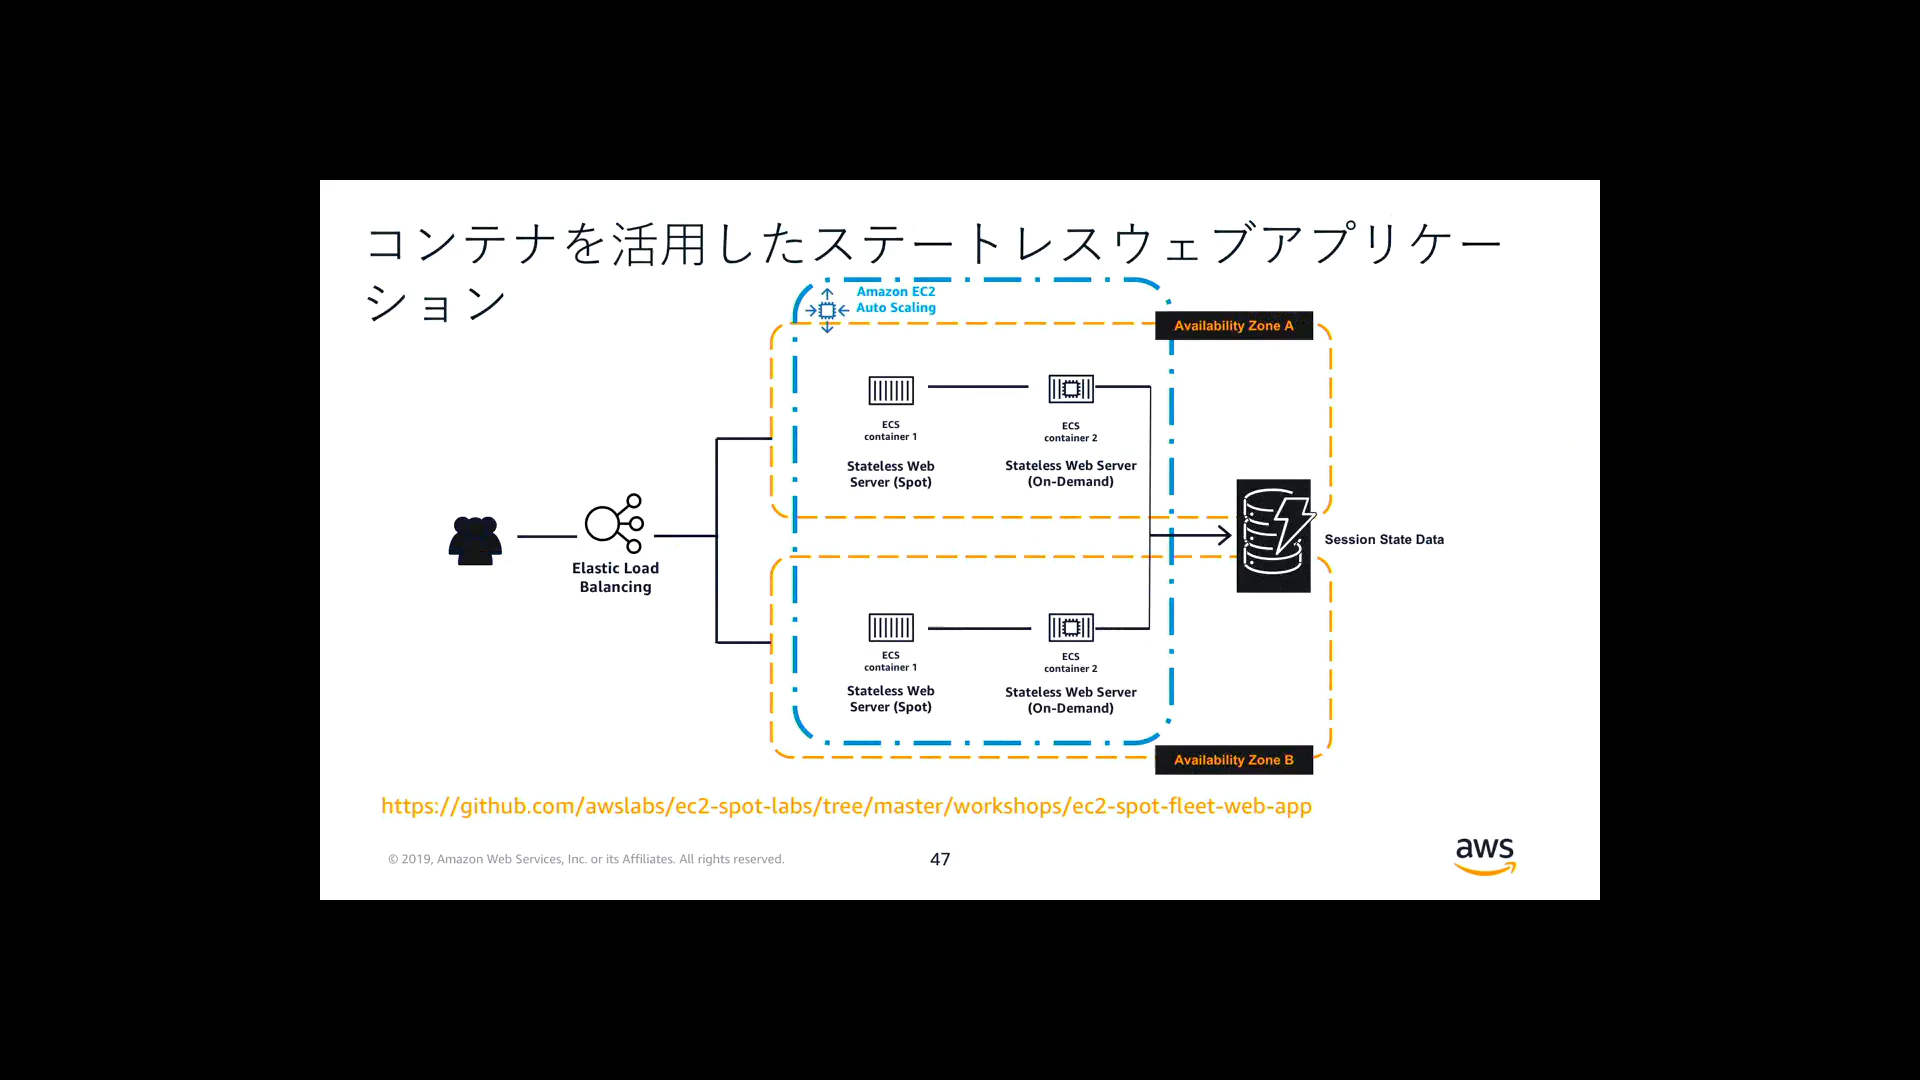 コンテナを活用したステートレスウェブアプリケー
ション
Amazon EC2
Auto Scaling
Availability Zone A
ECS
container 1
ECS
container 2
Stateless Web
Server (Spot)
Stateless Web Server
(On-Demand)
Elastic Load
Balancing
Session State Data
ECS
container 1
ECS
container 2
Stateless Web
Server (Spot)
Stateless Web Server
(On-Demand)
Availability Zone B
https://github.com/awslabs/ec2-spot-labs/tree/master/workshops/ec2-spot-fleet-web-app
© 2019, Amazon Web Services, Inc. or its Affiliates. All rights reserved.
47
aws